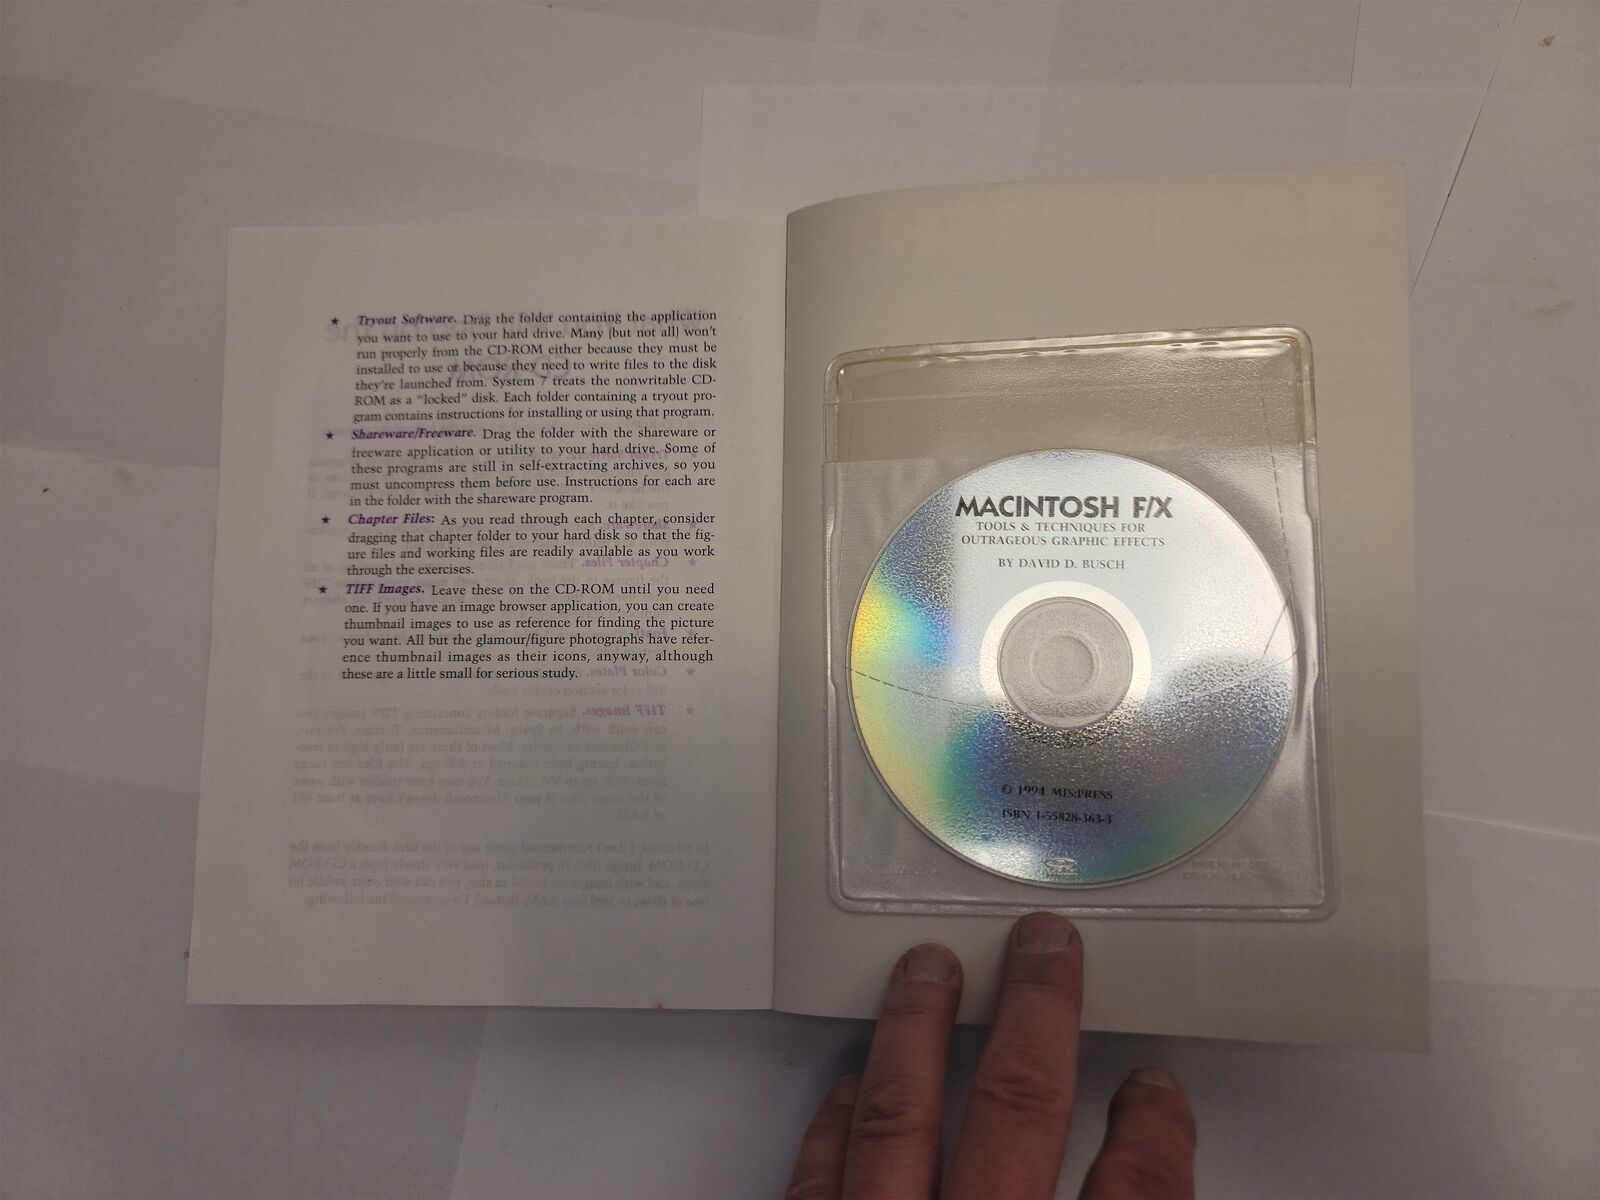 ★ Tryout Software. Drag the folder containing the application
you want to use to your hard drive. Many (but not all) won't
run properly from the CD-ROM either because they must be
installed to use or because they need to write files to the disk
they're launched from. System 7 treats the nonwritable CD-
ROM as a "locked" disk. Each folder containing a tryout pro-
gram contains instructions for installing or using that program.
★ Shareware/Freeware. Drag the folder with the shareware or
freeware application or utility to your hard drive. Some of
these programs are still in self-extracting archives, so you
must uncompress them before use. Instructions for each are
in the folder with the shareware program.
★ Chapter Files: As you read through each chapter, consider
dragging that chapter folder to your hard disk so that the fig-
ure files and working files are readily available as you work
through the exercises.
★ TIFF Images. Leave these on the CD-ROM until you need
one. If you have an image browser application, you can create
thumbnail images to use as reference for finding the picture
you want. All but the glamour/figure photographs have refer-
ence thumbnail images as their icons, anyway, although
these are a little small for serious study.
MACINTOSH F/X
TOOLS & TECHNIQUES FOR
OUTRAGEOUS GRAPHIC EFFECTS
BY DAVID D. BUSCH
© 1994 MIS:PRESS
ISBN 1-55828-363-3